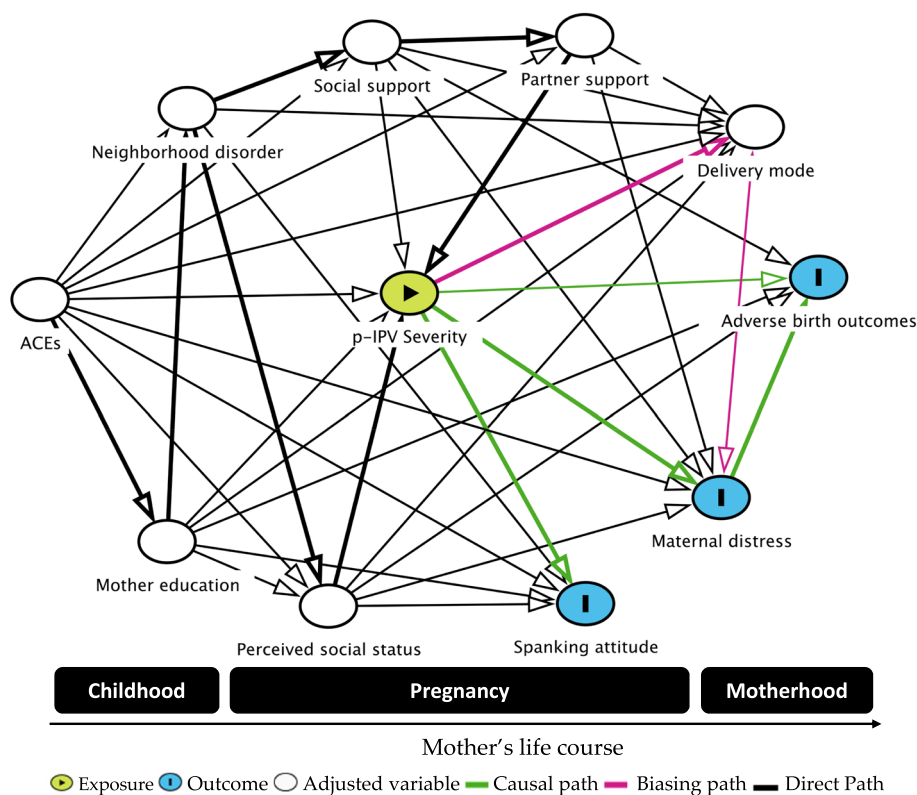 Social support
Partner support
Neighborhood disorder
Delivery mode
ACEs
p-IPV Severity
Adverse birth outcomes
Maternal distress
Mother education
Perceived social status
Spanking attitude
Childhood
Pregnancy
Motherhood
Mother's life course
Exposure Outcome Adjusted variable Causal path Biasing path Direct Path